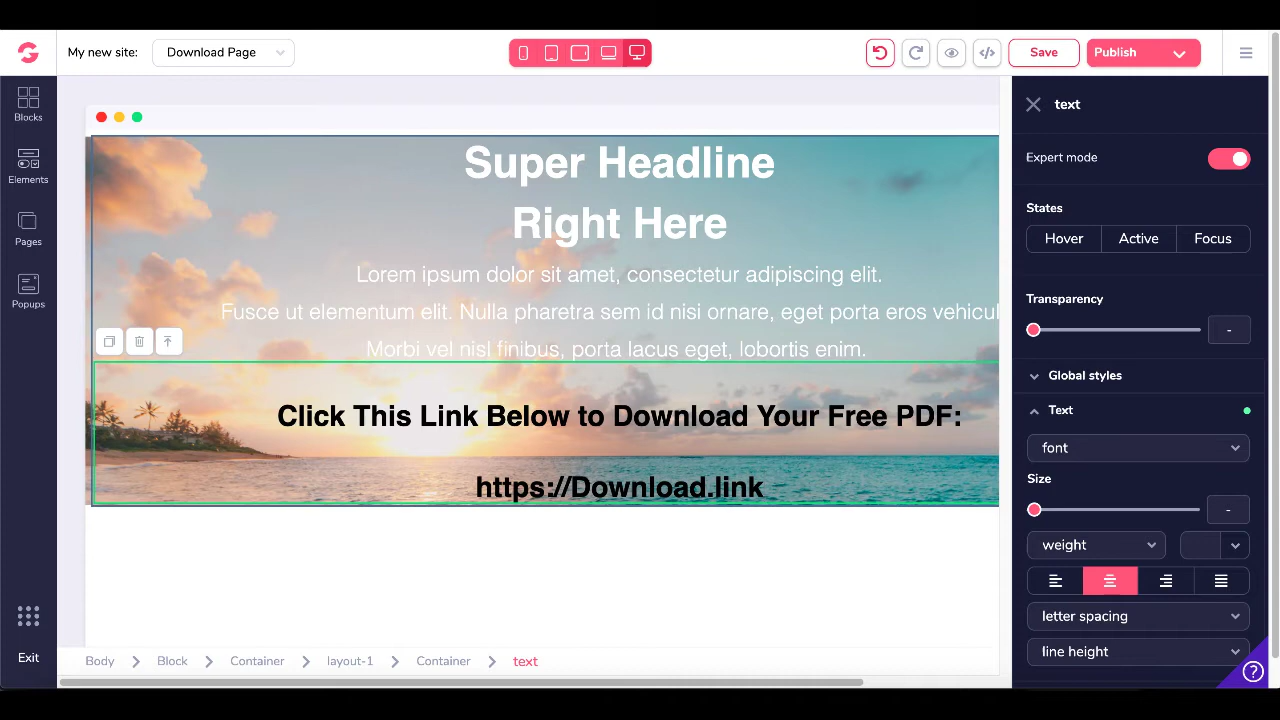 My new site:
Download Page
Save
Publish
Blocks
Elements
Pages
Popups
Exit
Super Headline
Right Here
Lorem ipsum dolor sit amet, consectetur adipiscing elit.
Fusce ut elementum elit. Nulla pharetra sem id nisi ornare, eget porta eros vehicul
Morbi vel nisl finibus, porta lacus eget, lobortis enim.
Click This Link Below to Download Your Free PDF:
https://Download.link
Body
Block
Container
layout-1
Container
text
text
Expert mode
States
Hover
Active
Focus
Transparency
-
Global styles
Text
font
Size
-
weight
letter spacing
line height
?